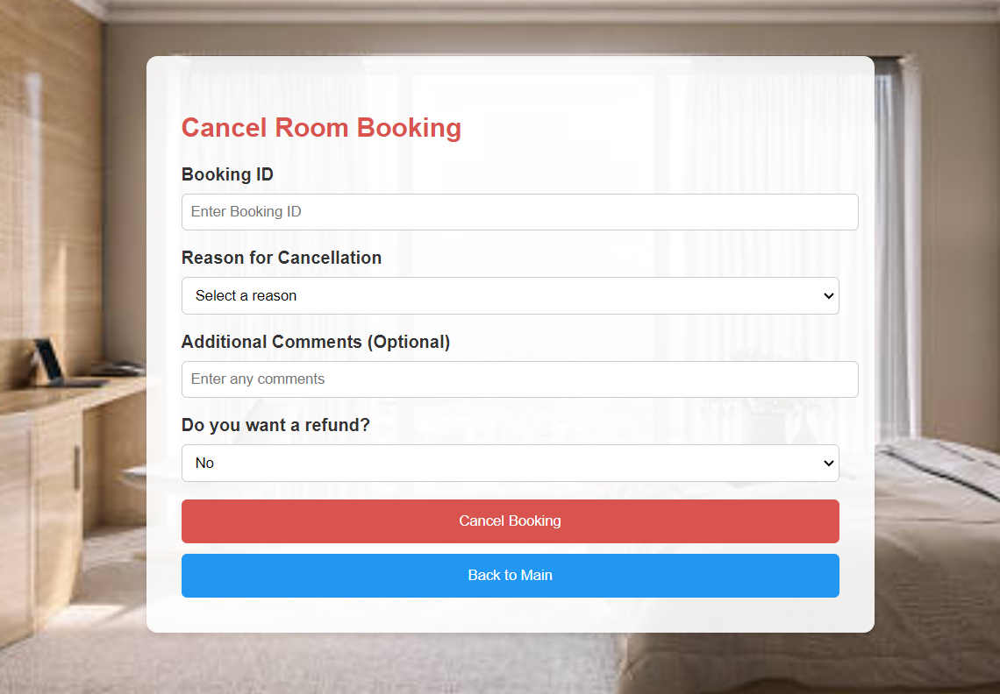 Cancel Room Booking
Booking ID
Enter Booking ID
Reason for Cancellation
Select a reason
Additional Comments (Optional)
Enter any comments
Do you want a refund?
No
Cancel Booking
Back to Main